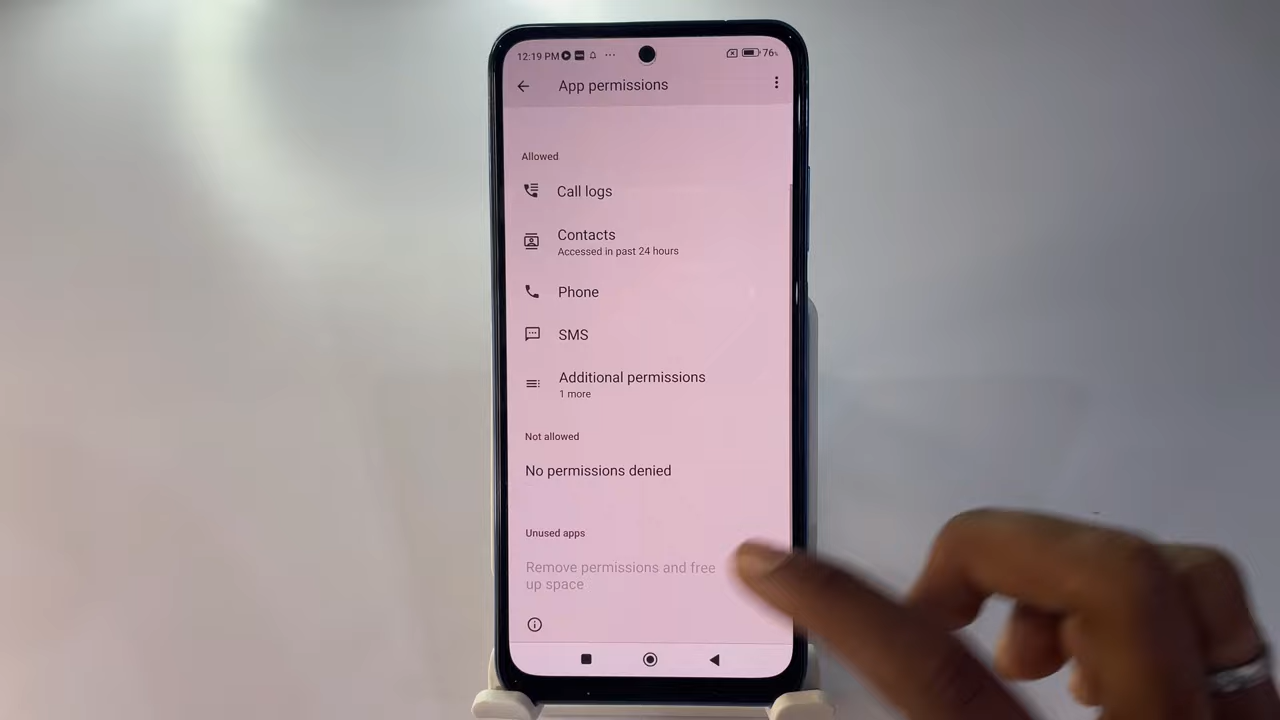 12:19 PM
76%
App permissions
Allowed
Call logs
Contacts
Accessed in past 24 hours
Phone
SMS
Additional permissions
1 more
Not allowed
No permissions denied
Unused apps
Remove permissions and free
up space